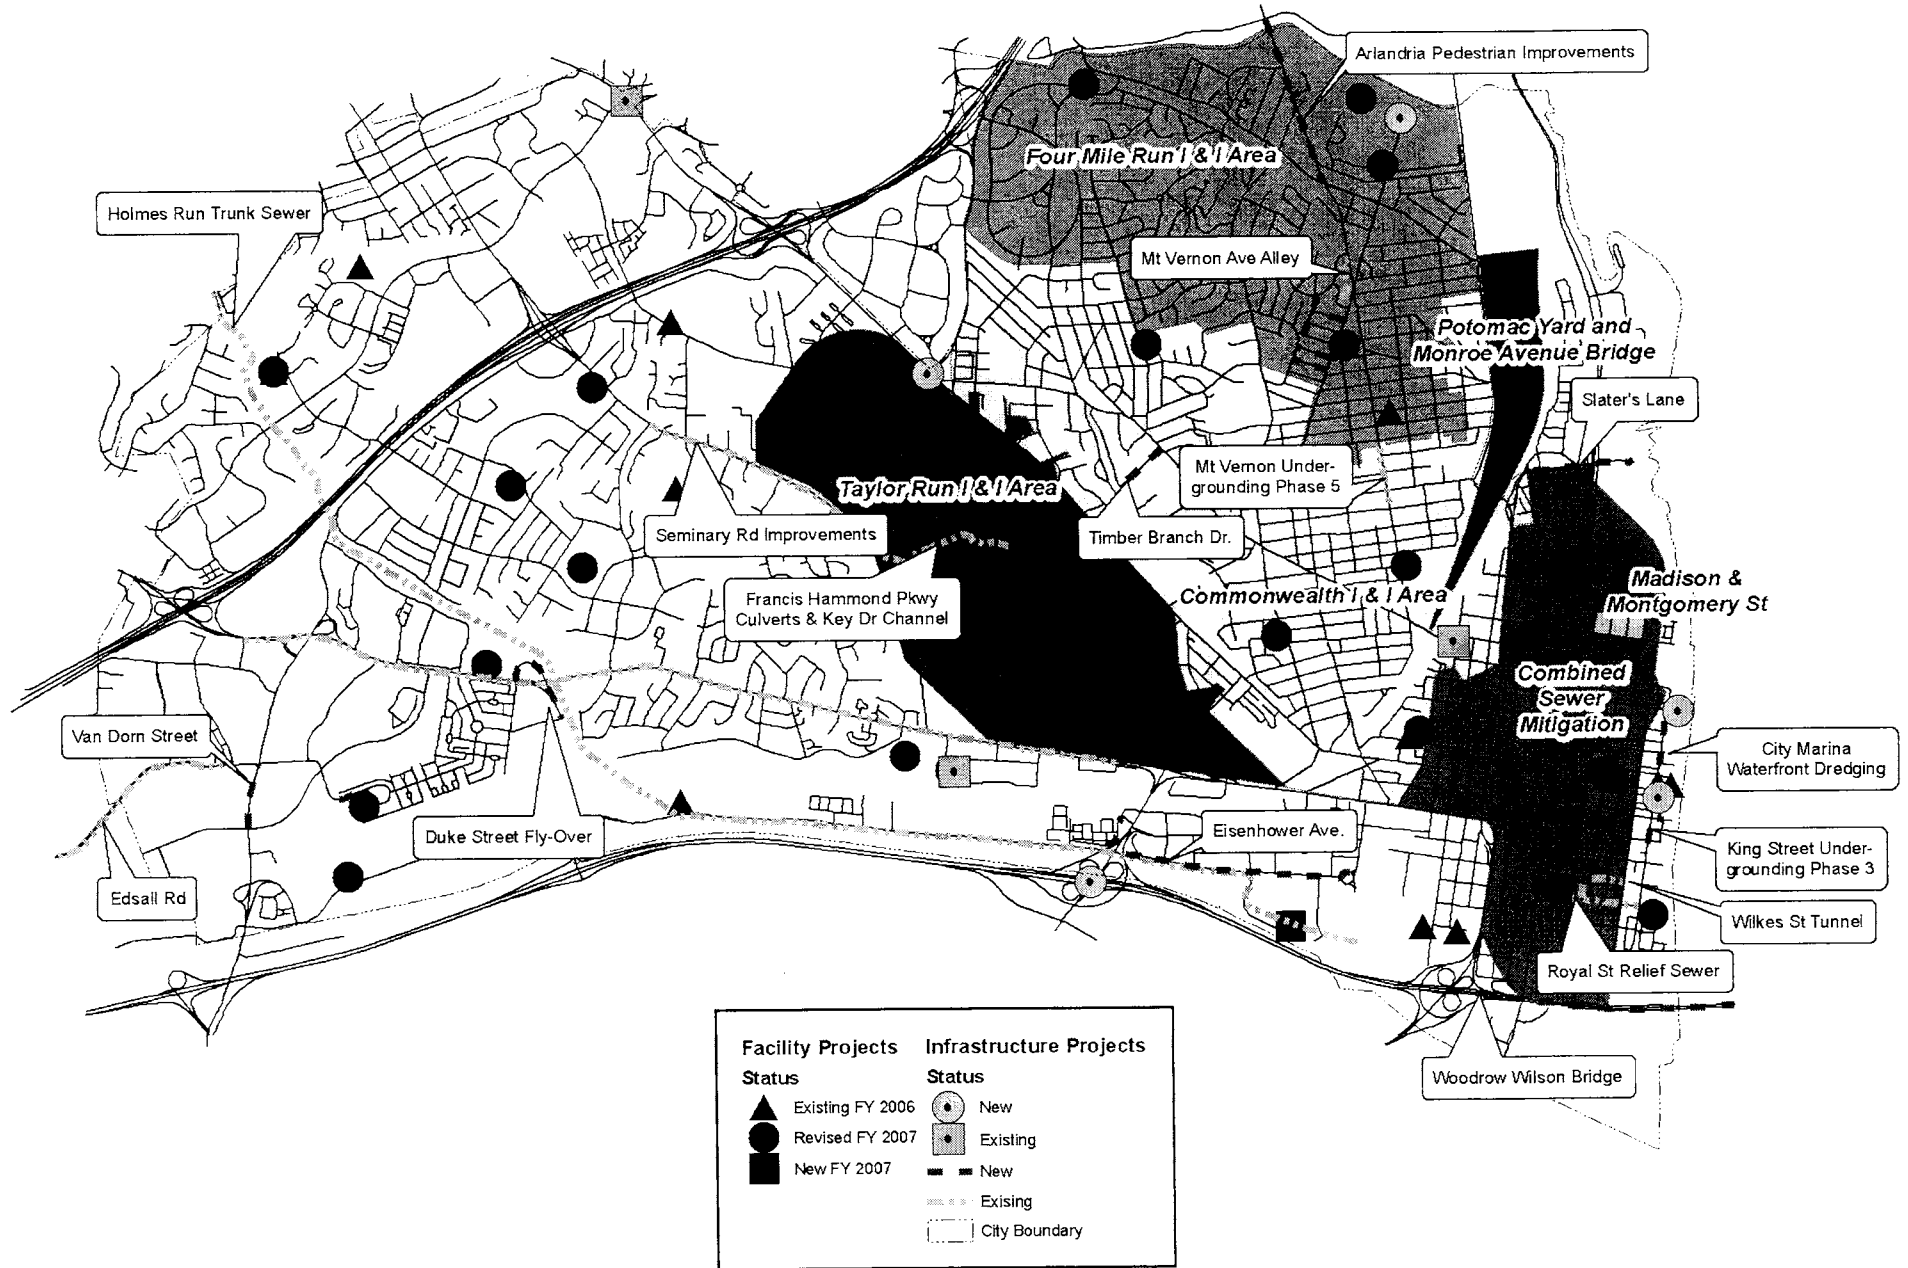 Arlandria Pedestrian Improvements
Four Mile Run I & I Area
Holmes Run Trunk Sewer
Mt Vernon Ave Alley
Potomac Yard and
Monroe Avenue Bridge
Slater's Lane
Mt Vernon Under-
grounding Phase 5
Taylor Run I & I Area
Seminary Rd Improvements
Timber Branch Dr.
Francis Hammond Pkwy
Culverts & Key Dr Channel
Commonwealth I & I Area
Madison &
Montgomery St
Combined
Sewer
Mitigation
Van Dorn Street
City Marina
Waterfront Dredging
Duke Street Fly-Over
Eisenhower Ave.
King Street Under-
grounding Phase 3
Edsall Rd
Wilkes St Tunnel
Royal St Relief Sewer
Woodrow Wilson Bridge
Facility Projects
Status
Existing FY 2006
Revised FY 2007
New FY 2007
Infrastructure Projects
Status
New
Existing
New
Exising
City Boundary